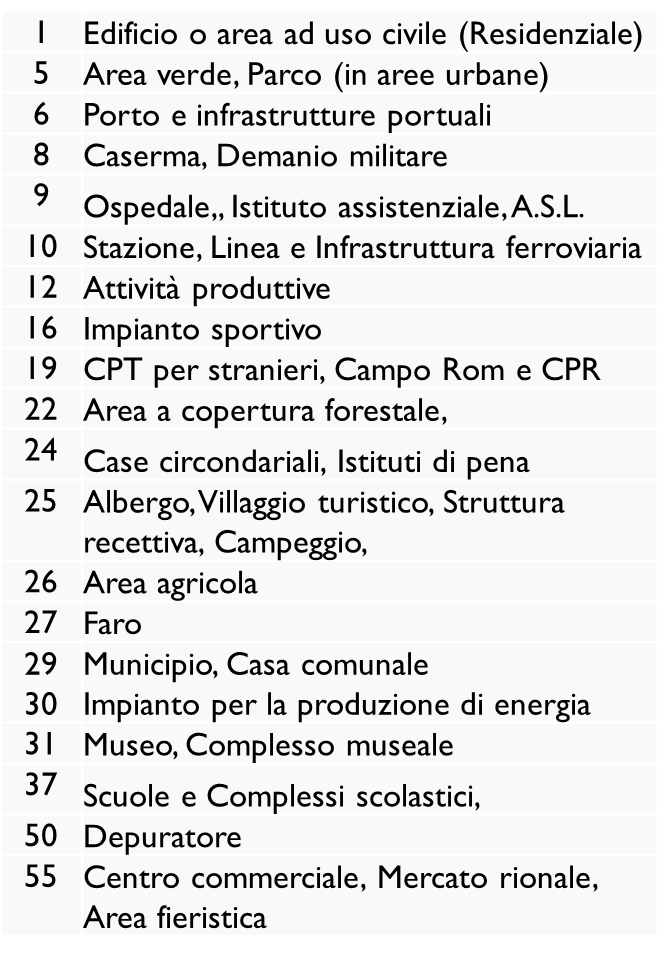 1 Edificio o area ad uso civile (Residenziale)
5 Area verde, Parco (in aree urbane)
6 Porto e infrastrutture portuali
8 Caserma, Demanio militare
9 Ospedale,, Istituto assistenziale, A.S.L.
10 Stazione, Linea e Infrastruttura ferroviaria
12 Attività produttive
16 Impianto sportivo
19 CPT per stranieri, Campo Rom e CPR
22 Area a copertura forestale,
24 Case circondariali, Istituti di pena
25 Albergo, Villaggio turistico, Struttura
recettiva, Campeggio,
26 Area agricola
27 Faro
29 Municipio, Casa comunale
30 Impianto per la produzione di energia
31 Museo, Complesso museale
37 Scuole e Complessi scolastici,
50 Depuratore
55 Centro commerciale, Mercato rionale,
Area fieristica